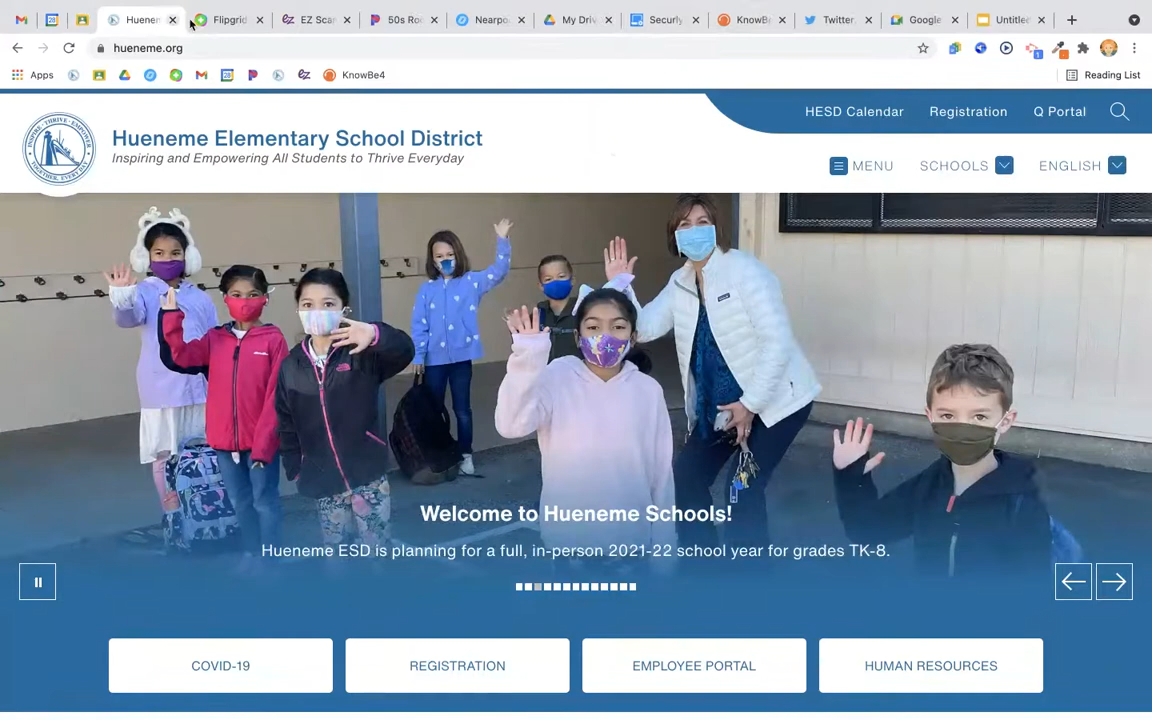 Huenem
Flipgrid
EZ Scan
50s Ro
Nearpo
My Driv
Securly
KnowBe
Twitter
Google
Untitle
hueneme.org
Apps
KnowBe4
Reading List
HESD Calendar
Registration
Q Portal
Hueneme Elementary School District
Inspiring and Empowering All Students to Thrive Everyday
MENU
SCHOOLS
ENGLISH
Welcome to Hueneme Schools!
Hueneme ESD is planning for a full, in-person 2021-22 school year for grades TK-8.
COVID-19
REGISTRATION
EMPLOYEE PORTAL
HUMAN RESOURCES